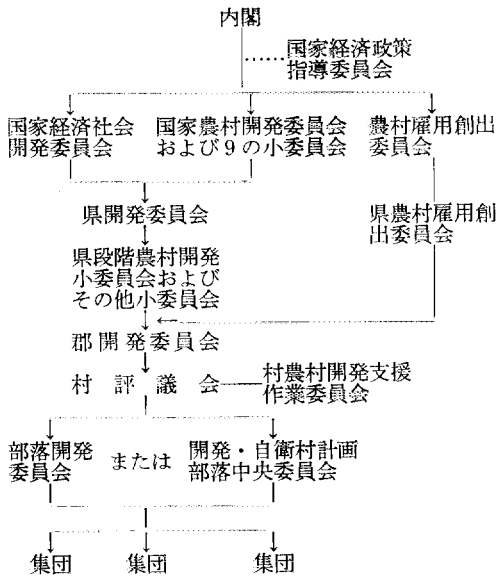 内閣
国家経済政策
指導委員会
国家経済社会
開発委員会
国家農村開発委員会
および9の小委員会
農村雇用創出
委員会
県開発委員会
県農村雇用創
出委員会
県段階農村開発
小委員会および
その他小委員会
郡開発委員会
村評議会
村農村開発支援
作業委員会
部落開発
委員会
または
開発・自衛村計画
部落中央委員会
集団
集団
集団